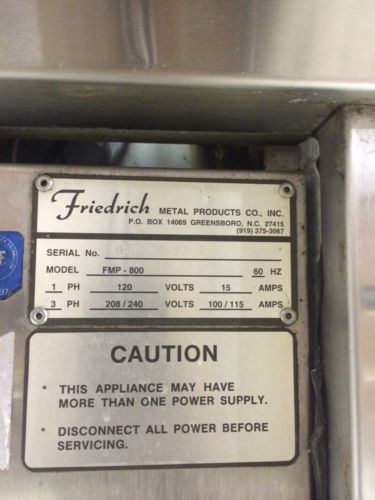 Friedrich METAL PRODUCTS CO., INC.
P.O. BOX 14069 GREENSBORO, N.C. 27415
(919) 375-3067
SERIAL No.
MODEL FMP - 800 60 HZ
1 PH 120 VOLTS 15 AMPS
3 PH 208 / 240 VOLTS 100 / 115 AMPS
CAUTION
* THIS APPLIANCE MAY HAVE
MORE THAN ONE POWER SUPPLY.
* DISCONNECT ALL POWER BEFORE
SERVICING.
97